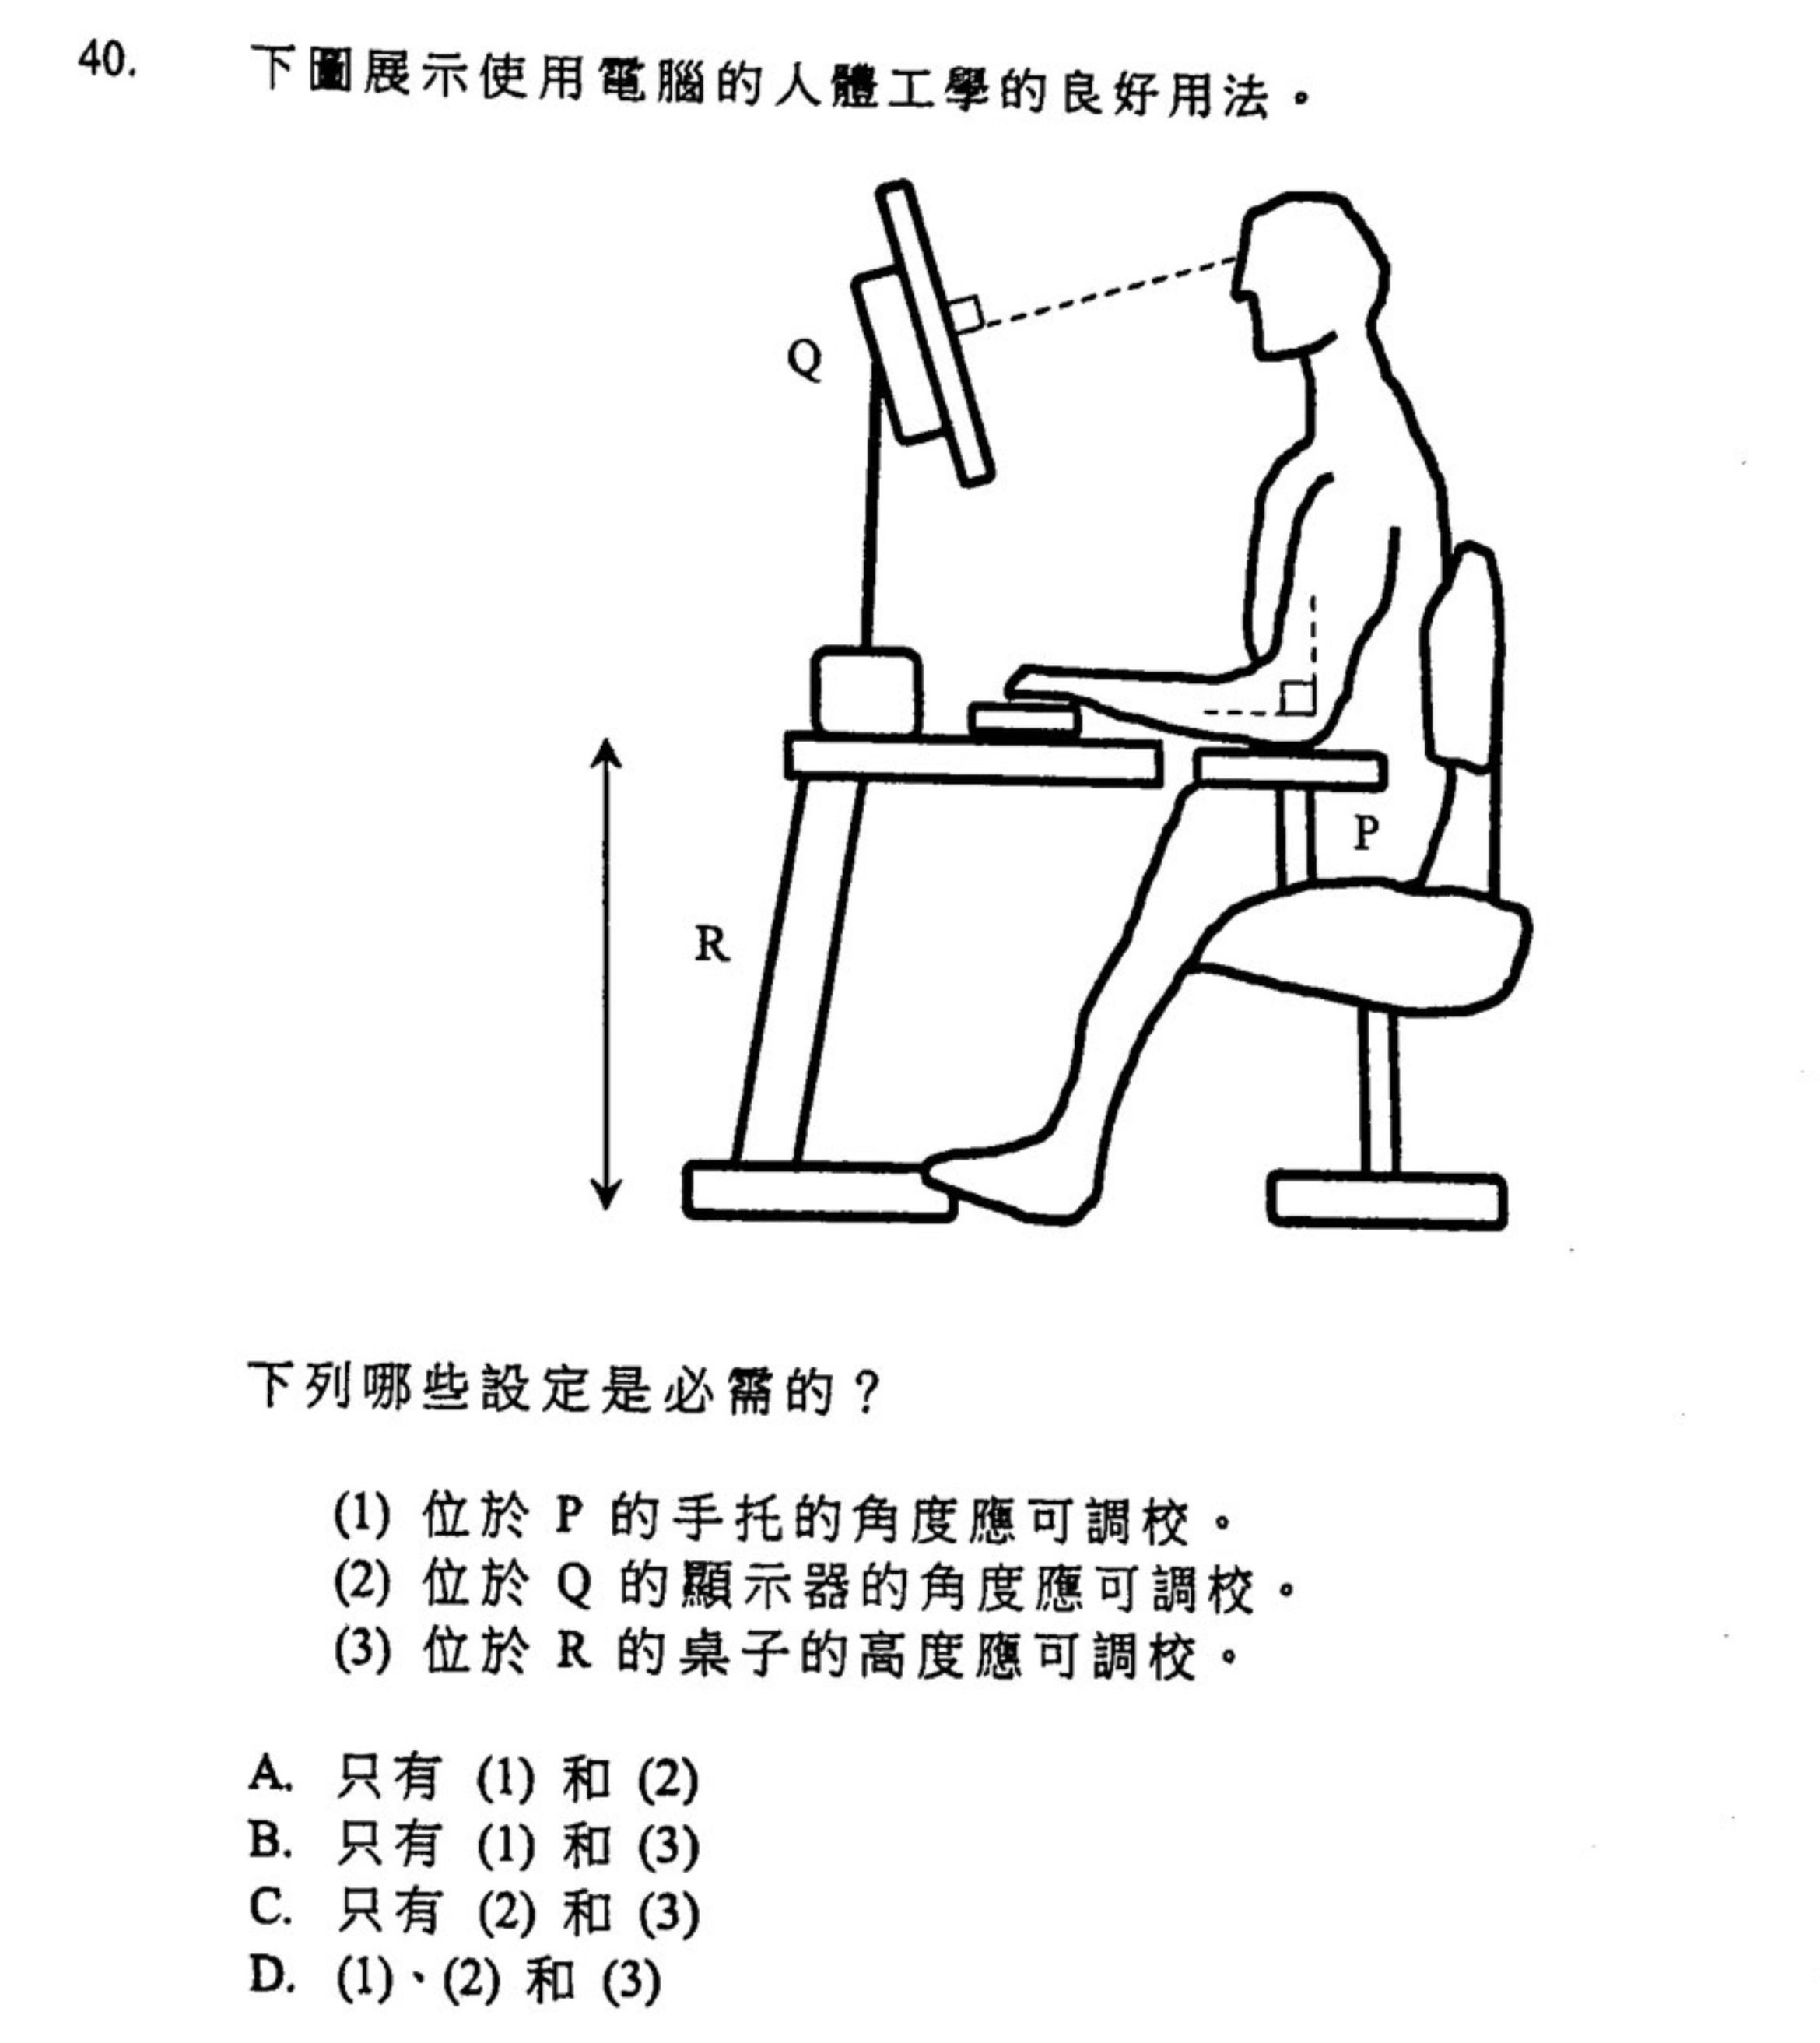 40. 下圖展示使用電腦的人體工學的良好用法。
Q
P
R
下列哪些設定是必需的？
(1) 位於 P 的手托的角度應可調校。
(2) 位於 Q 的顯示器的角度應可調校。
(3) 位於 R 的桌子的高度應可調校。
A. 只有 (1) 和 (2)
B. 只有 (1) 和 (3)
C. 只有 (2) 和 (3)
D. (1)、(2) 和 (3)